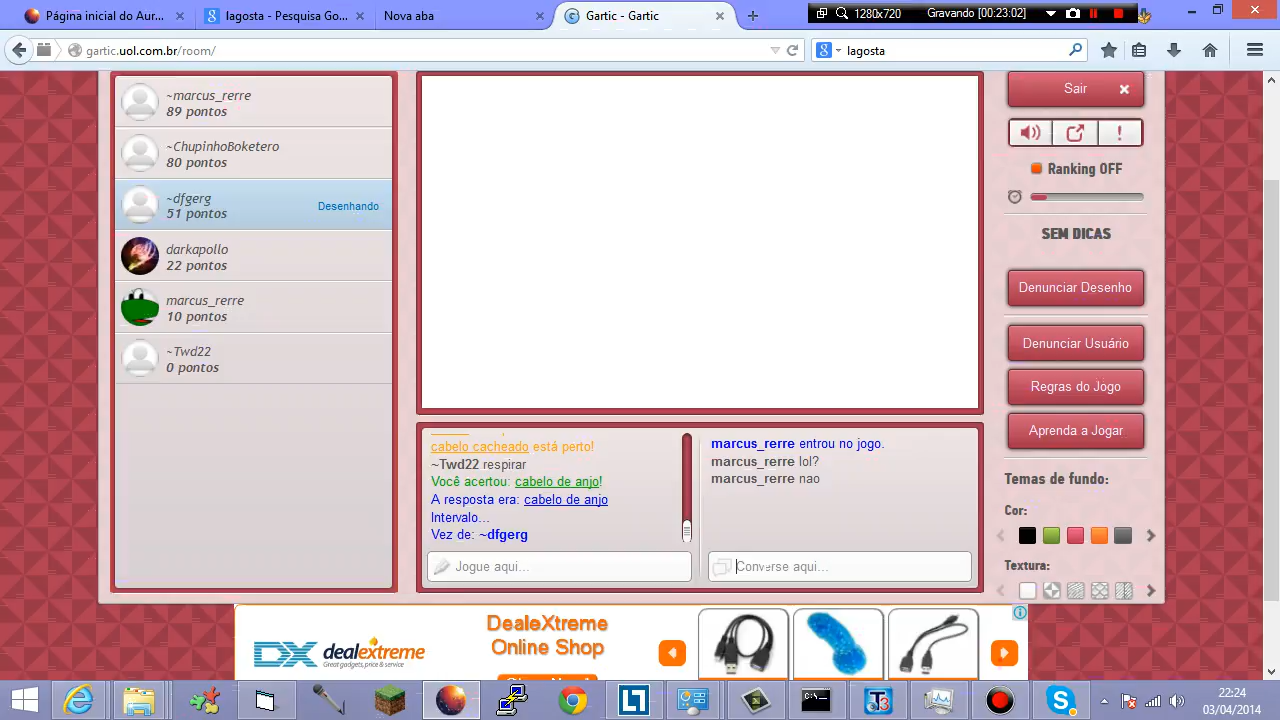 Página inicial do Aur...
lagosta - Pesquisa Go...
Nova aba
Gartic - Gartic
1280x720
Gravando [00:23:02]
gartic.uol.com.br/room/
lagosta
~marcus_rerre
89 pontos
~ChupinhoBoketero
80 pontos
~dfgerg
51 pontos
Desenhando
darkapollo
22 pontos
marcus_rerre
10 pontos
~Twd22
0 pontos
cabelo cacheado está perto!
~Twd22 respirar
Você acertou: cabelo de anjo!
A resposta era: cabelo de anjo
Intervalo...
Vez de: ~dfgerg
Jogue aqui...
marcus_rerre entrou no jogo.
marcus_rerre lol?
marcus_rerre nao
Converse aqui...
Sair
Ranking OFF
SEM DICAS
Denunciar Desenho
Denunciar Usuário
Regras do Jogo
Aprenda a Jogar
Temas de fundo:
Cor:
Textura:
DX dealextreme
Great gadgets, price & service
DealeXtreme
Online Shop
22:24
03/04/2014